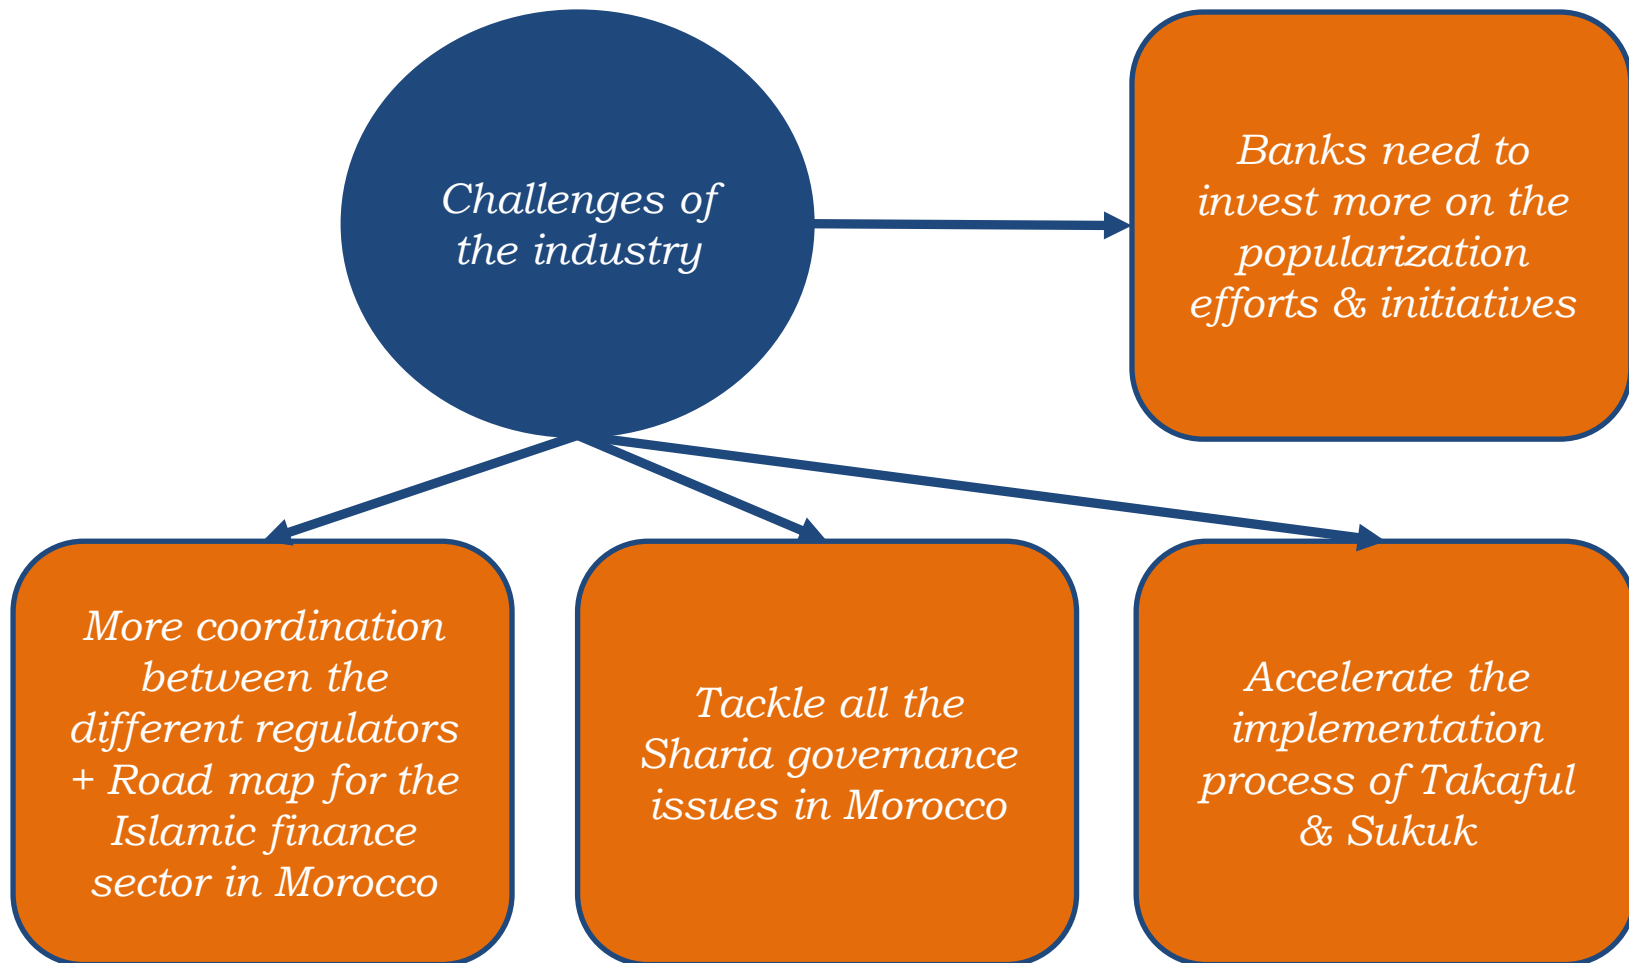 Challenges of
the industry
Banks need to
invest more on the
popularization
efforts & initiatives
More coordination
between the
different regulators
+ Road map for the
Islamic finance
sector in Morocco
Tackle all the
Sharia governance
issues in Morocco
Accelerate the
implementation
process of Takaful
& Sukuk